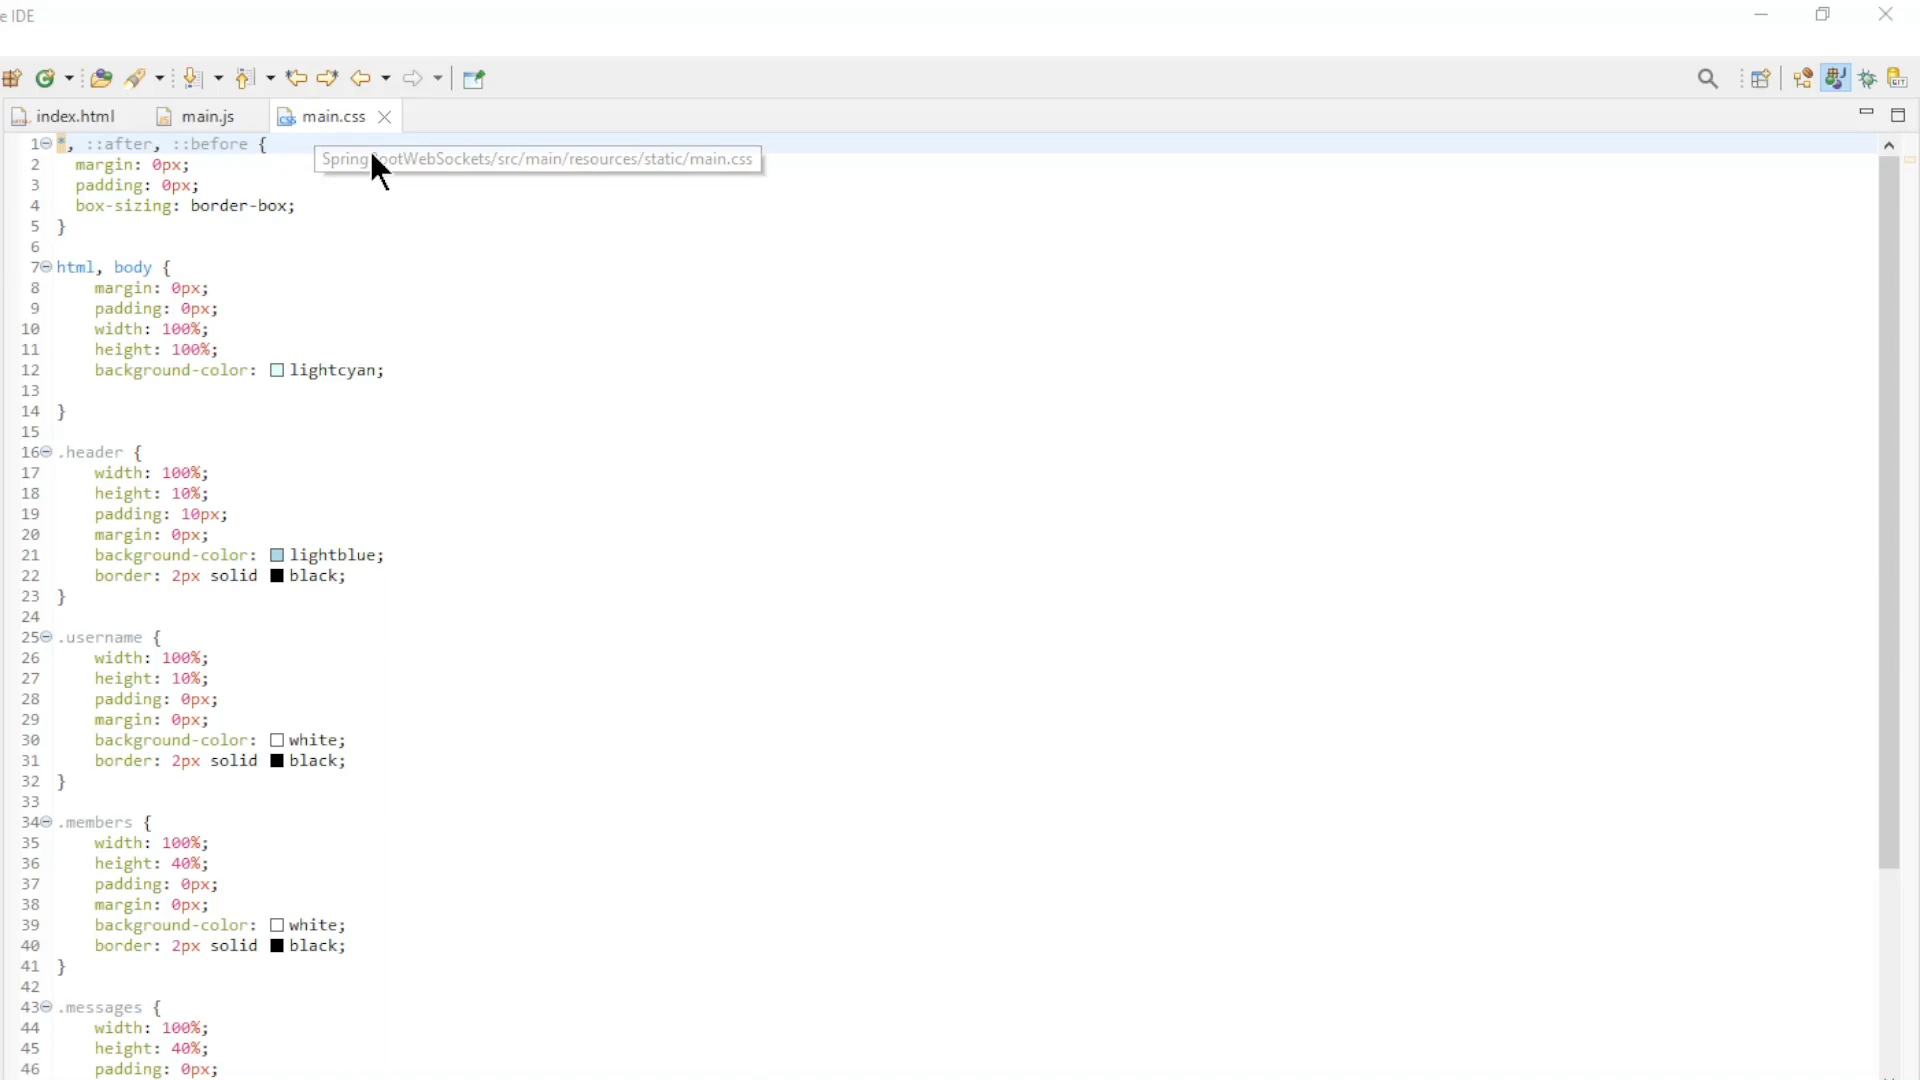 e IDE
index.html
main.js
main.css
SpringBootWebSockets/src/main/resources/static/main.css
1 *, ::after, ::before {
2 margin: 0px;
3 padding: 0px;
4 box-sizing: border-box;
5 }
6
7 html, body {
8 margin: 0px;
9 padding: 0px;
10 width: 100%;
11 height: 100%;
12 background-color: lightcyan;
13
14 }
15
16 .header {
17 width: 100%;
18 height: 10%;
19 padding: 10px;
20 margin: 0px;
21 background-color: lightblue;
22 border: 2px solid black;
23 }
24
25 .username {
26 width: 100%;
27 height: 10%;
28 padding: 0px;
29 margin: 0px;
30 background-color: white;
31 border: 2px solid black;
32 }
33
34 .members {
35 width: 100%;
36 height: 40%;
37 padding: 0px;
38 margin: 0px;
39 background-color: white;
40 border: 2px solid black;
41 }
42
43 .messages {
44 width: 100%;
45 height: 40%;
46 padding: 0px;